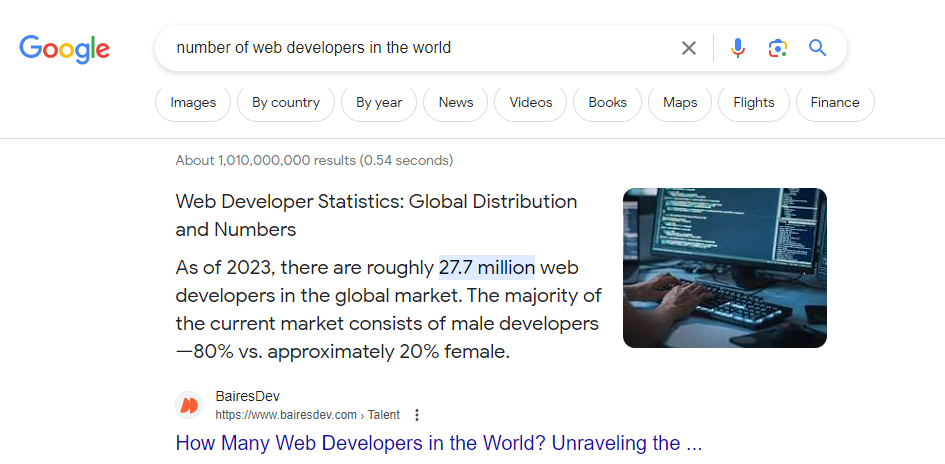 Google
number of web developers in the world
Images By country By year News Videos Books Maps Flights Finance
About 1,010,000,000 results (0.54 seconds)
Web Developer Statistics: Global Distribution
and Numbers
As of 2023, there are roughly 27.7 million web
developers in the global market. The majority of
the current market consists of male developers
—80% vs. approximately 20% female.
BairesDev
https://www.bairesdev.com › Talent
How Many Web Developers in the World? Unraveling the ...